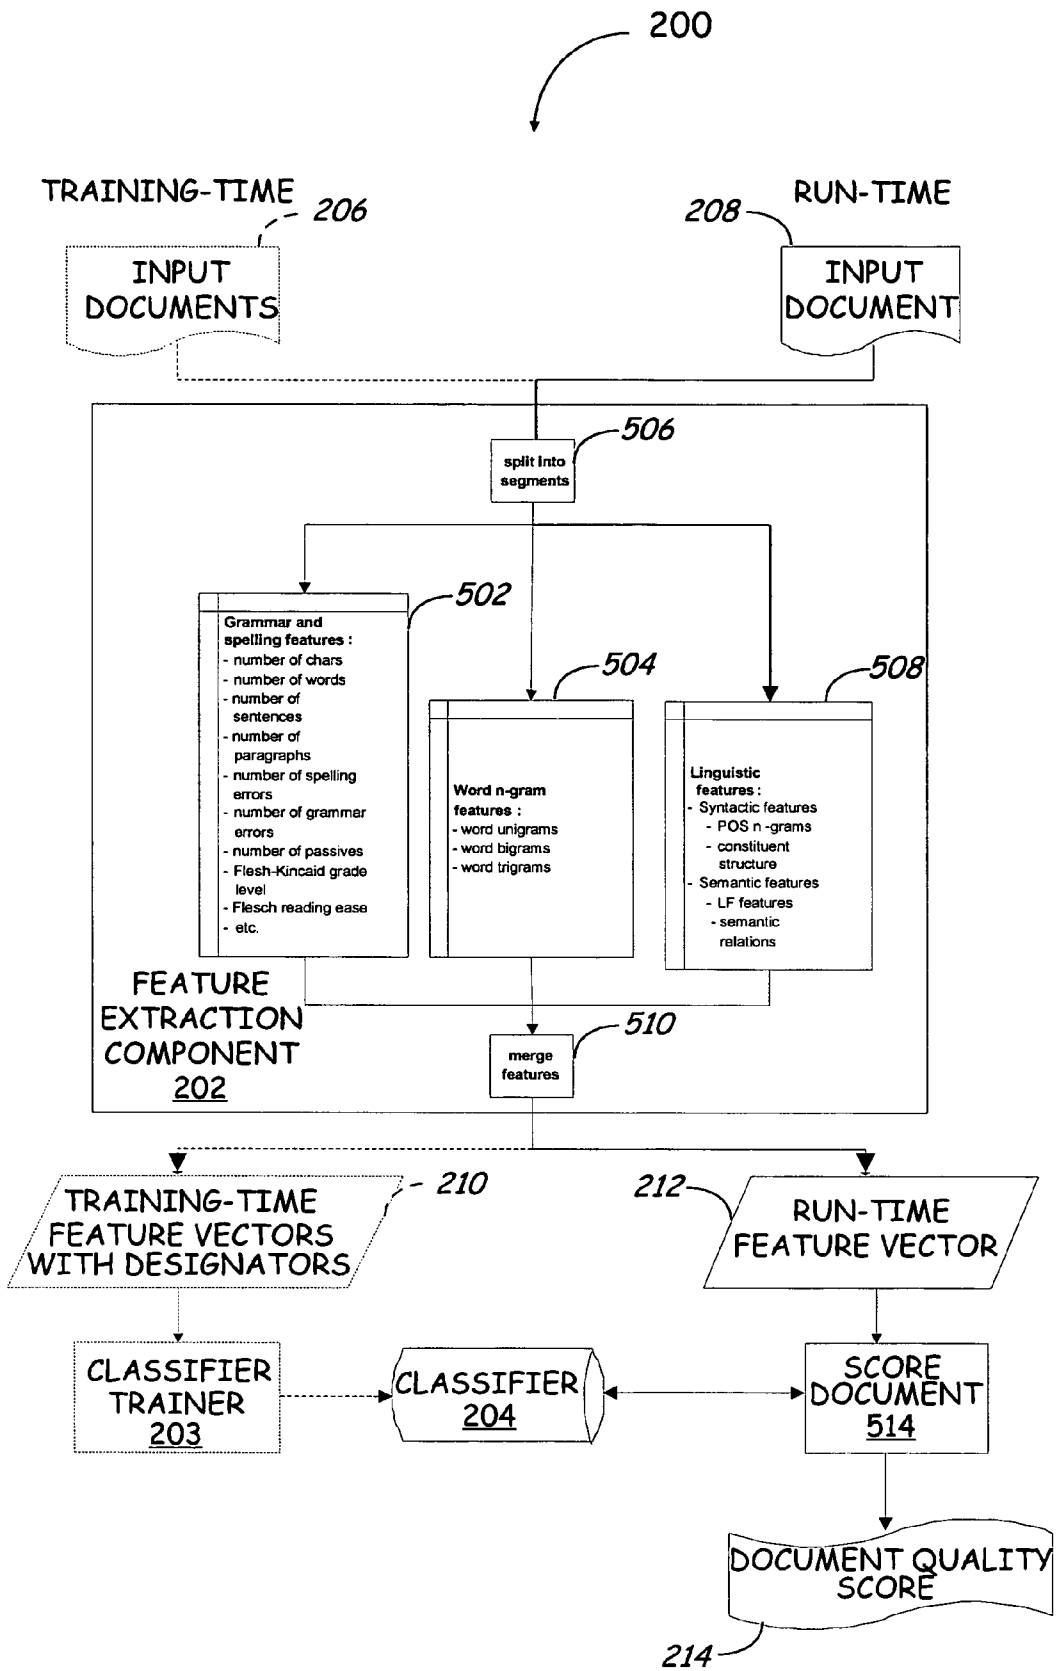 200
TRAINING-TIME
206
INPUT
DOCUMENTS
RUN-TIME
208
INPUT
DOCUMENT
506
split into
segments
502
Grammar and
spelling features :
- number of chars
- number of words
- number of
sentences
- number of
paragraphs
- number of spelling
errors
- number of grammar
errors
- number of passives
- Flesh-Kincaid grade
level
- Flesch reading ease
- etc.
504
Word n-gram
features :
- word unigrams
- word bigrams
- word trigrams
508
Linguistic
features :
- Syntactic features
- POS n -grams
- constituent
structure
- Semantic features
- LF features
- semantic
relations
FEATURE
EXTRACTION
COMPONENT
202
510
merge
features
210
TRAINING-TIME
FEATURE VECTORS
WITH DESIGNATORS
212
RUN-TIME
FEATURE VECTOR
CLASSIFIER
TRAINER
203
CLASSIFIER
204
SCORE
DOCUMENT
514
DOCUMENT QUALITY
SCORE
214